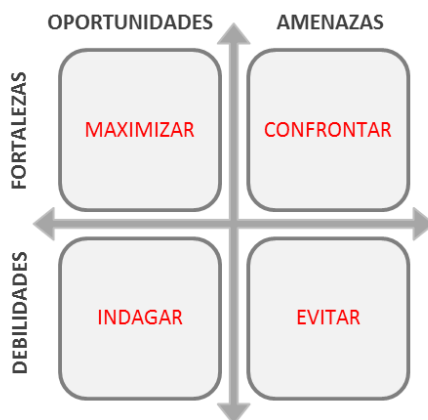 OPORTUNIDADES AMENAZAS
FORTALEZAS
MAXIMIZAR CONFRONTAR
DEBILIDADES
INDAGAR EVITAR